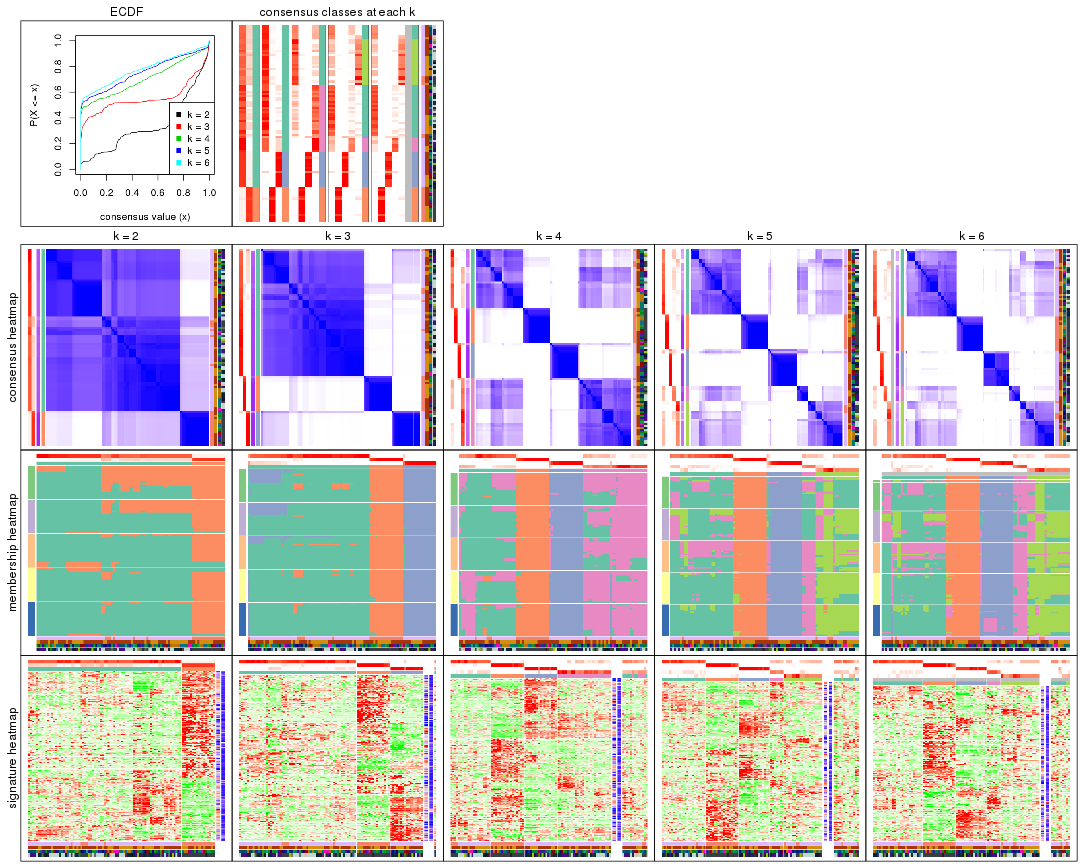 ECDF
consensus classes at each k
P(X <= x)
0.0 0.2 0.4 0.6 0.8 1.0
k = 2
k = 3
k = 4
k = 5
k = 6
0.0 0.2 0.4 0.6 0.8 1.0
consensus value (x)
k = 2 k = 3 k = 4 k = 5 k = 6
consensus heatmap
membership heatmap
signature heatmap